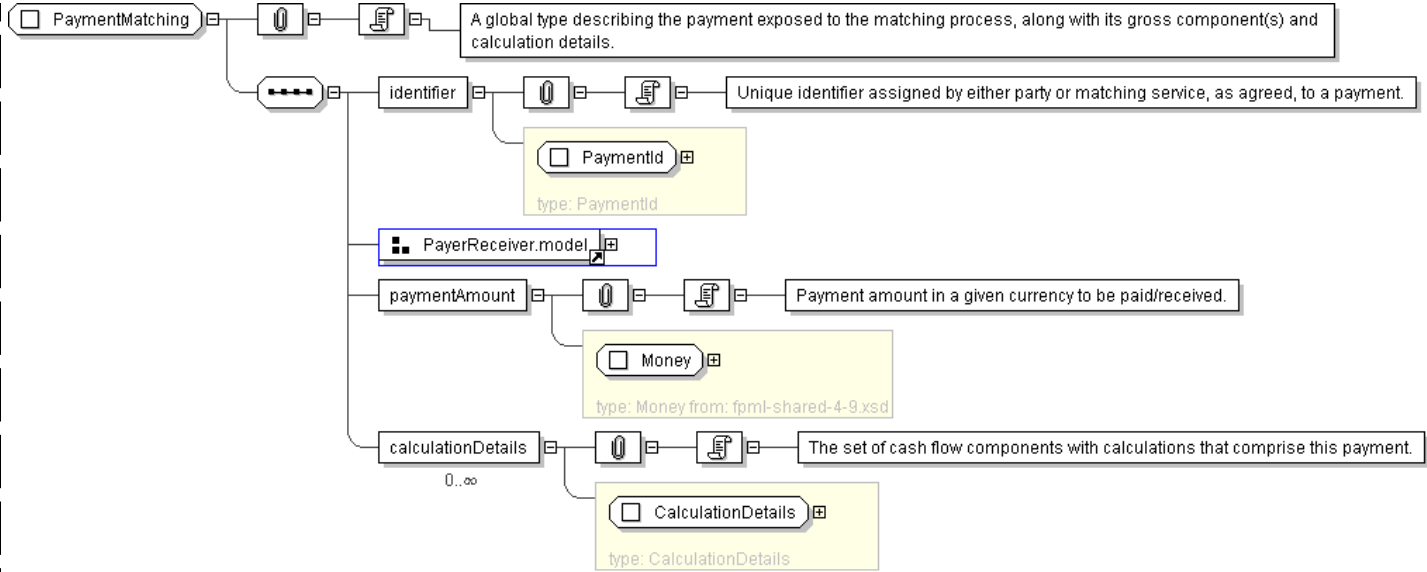 PaymentMatching
A global type describing the payment exposed to the matching process, along with its gross component(s) and
calculation details.
identifier
Unique identifier assigned by either party or matching service, as agreed, to a payment.
PaymentId
type: PaymentId
PayerReceiver.model
paymentAmount
Payment amount in a given currency to be paid/received.
Money
type: Money from: fpml-shared-4-9.xsd
calculationDetails
The set of cash flow components with calculations that comprise this payment.
0..∞
CalculationDetails
type: CalculationDetails